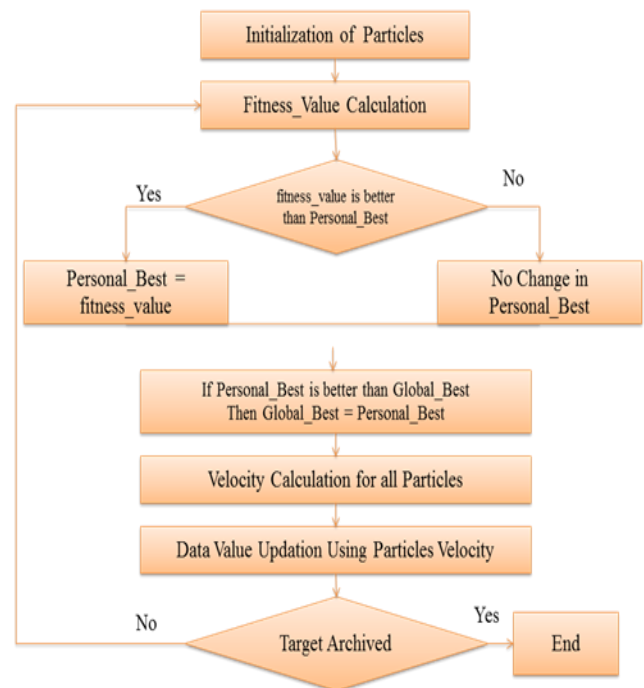 Initialization of Particles
Fitness_Value Calculation
Yes
No
fitness_value is better
than Personal_Best
Personal_Best =
fitness_value
No Change in
Personal_Best
If Personal_Best is better than Global_Best
Then Global_Best = Personal_Best
Velocity Calculation for all Particles
Data Value Updation Using Particles Velocity
No
Yes
Target Archived
End